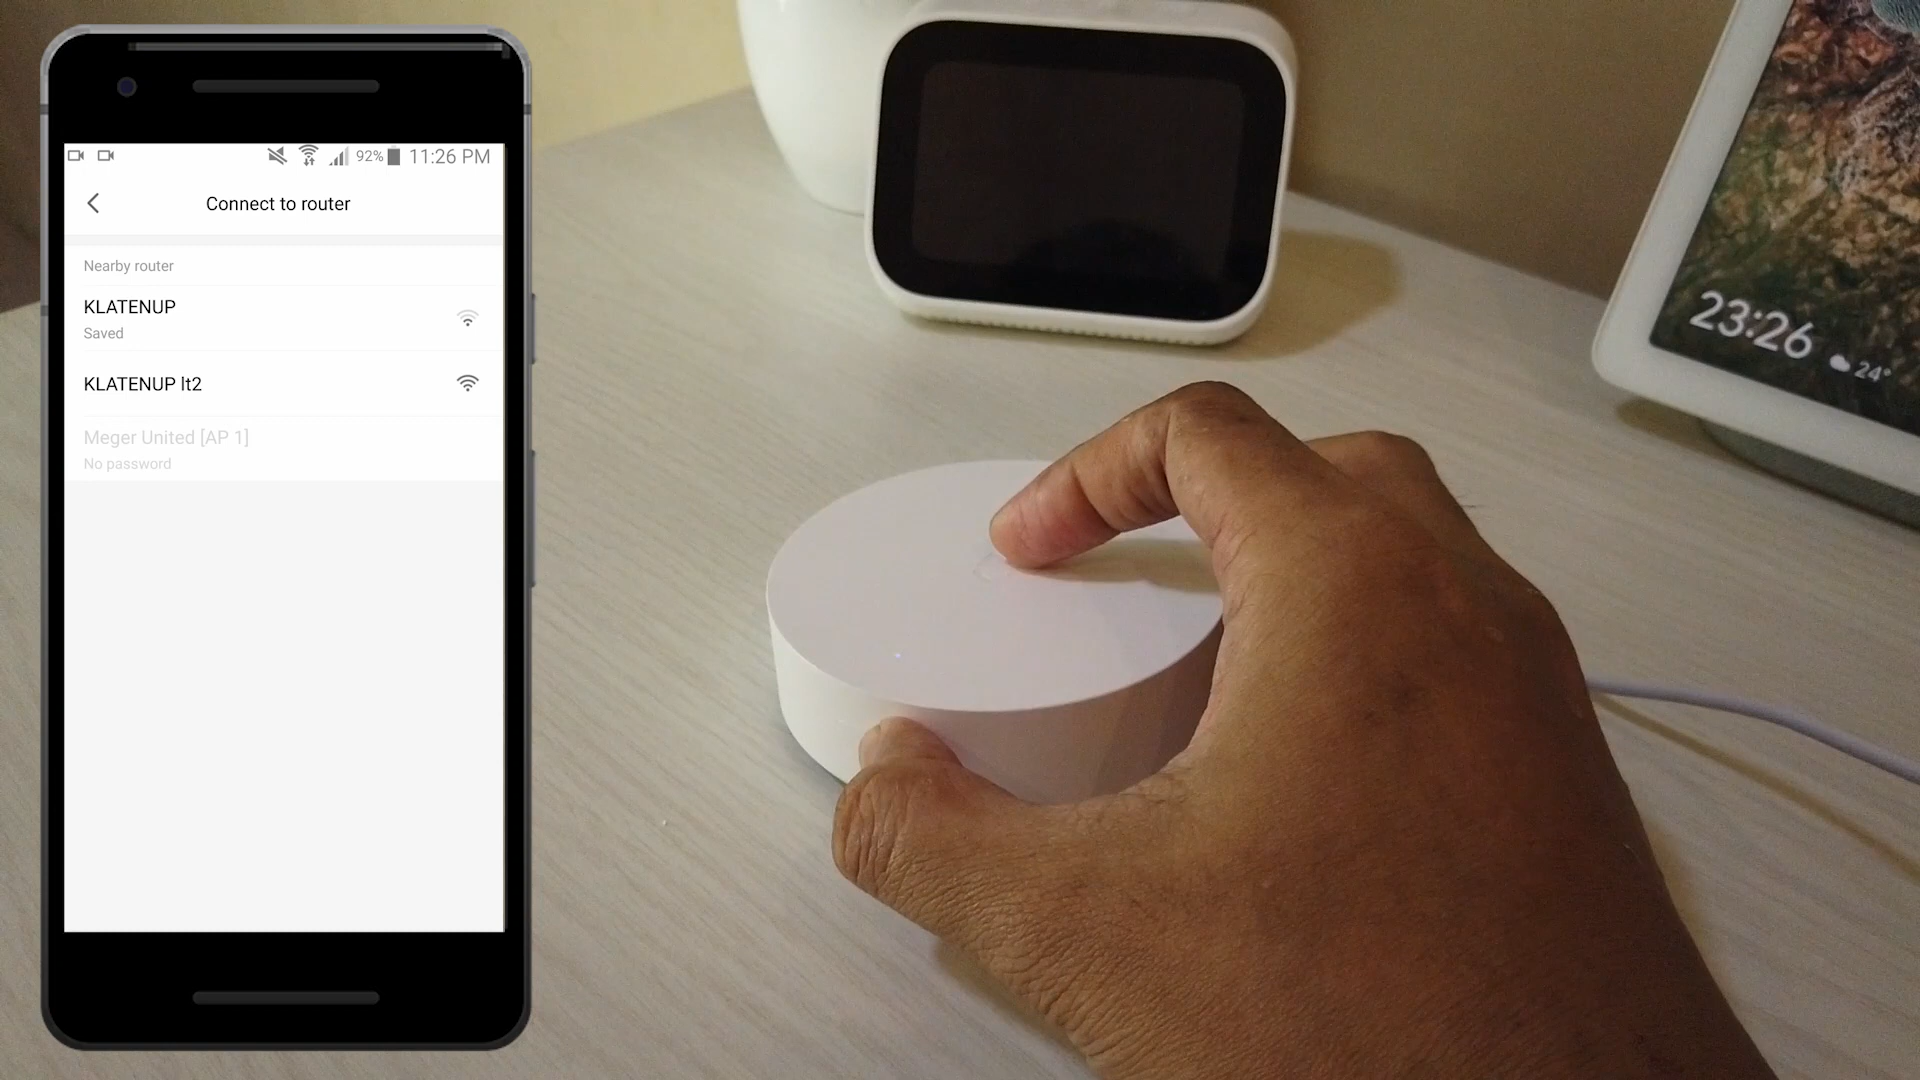 92% 11:26 PM
Connect to router
Nearby router
KLATENUP
Saved
KLATENUP lt2
Meger United [AP 1]
No password
23:26 24°